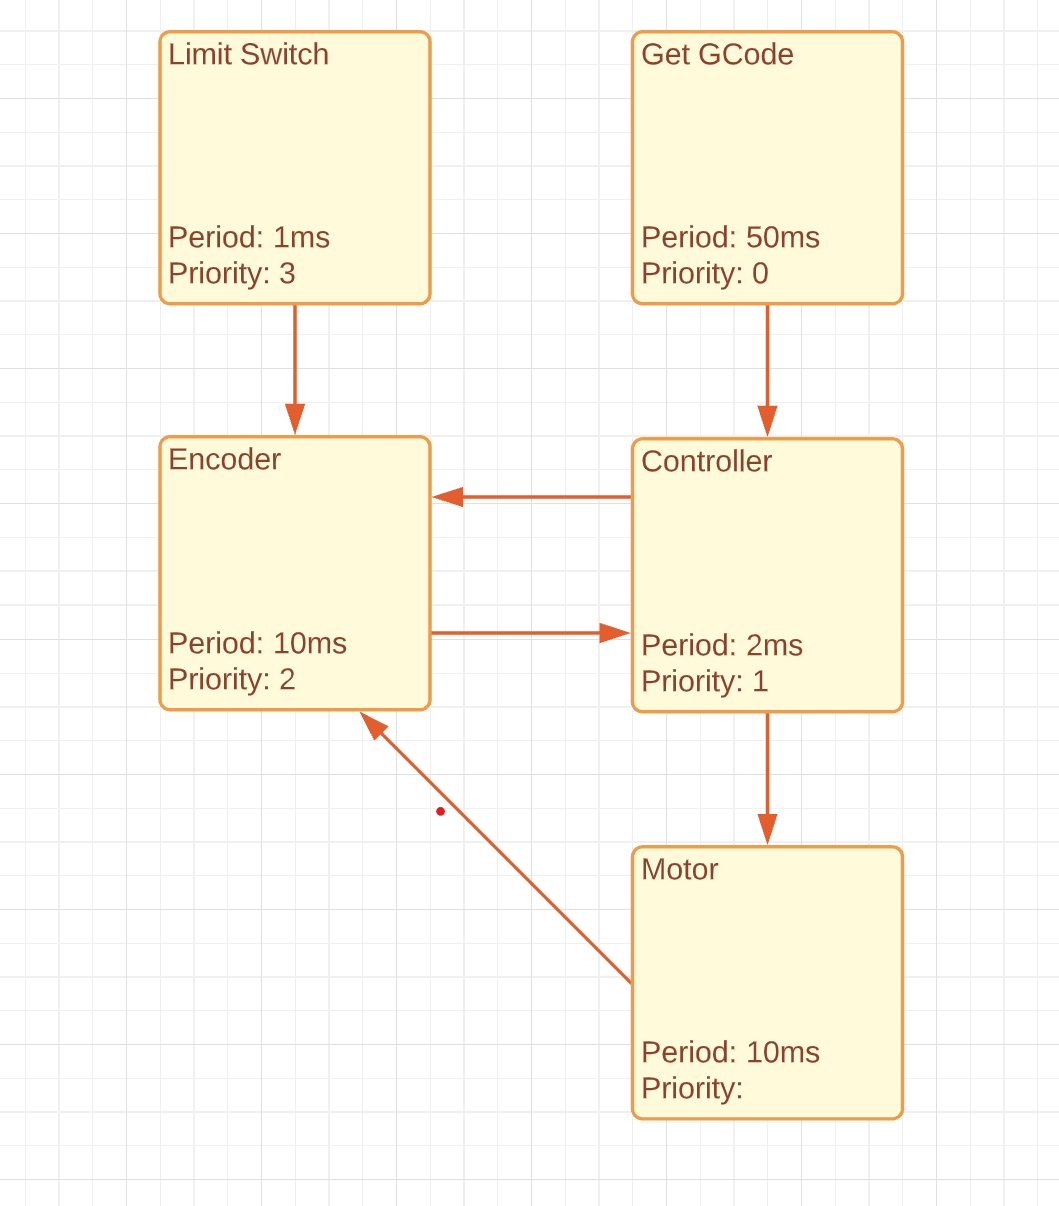 Limit Switch
Period: 1ms
Priority: 3
Get GCode
Period: 50ms
Priority: 0
Encoder
Period: 10ms
Priority: 2
Controller
Period: 2ms
Priority: 1
Motor
Period: 10ms
Priority: